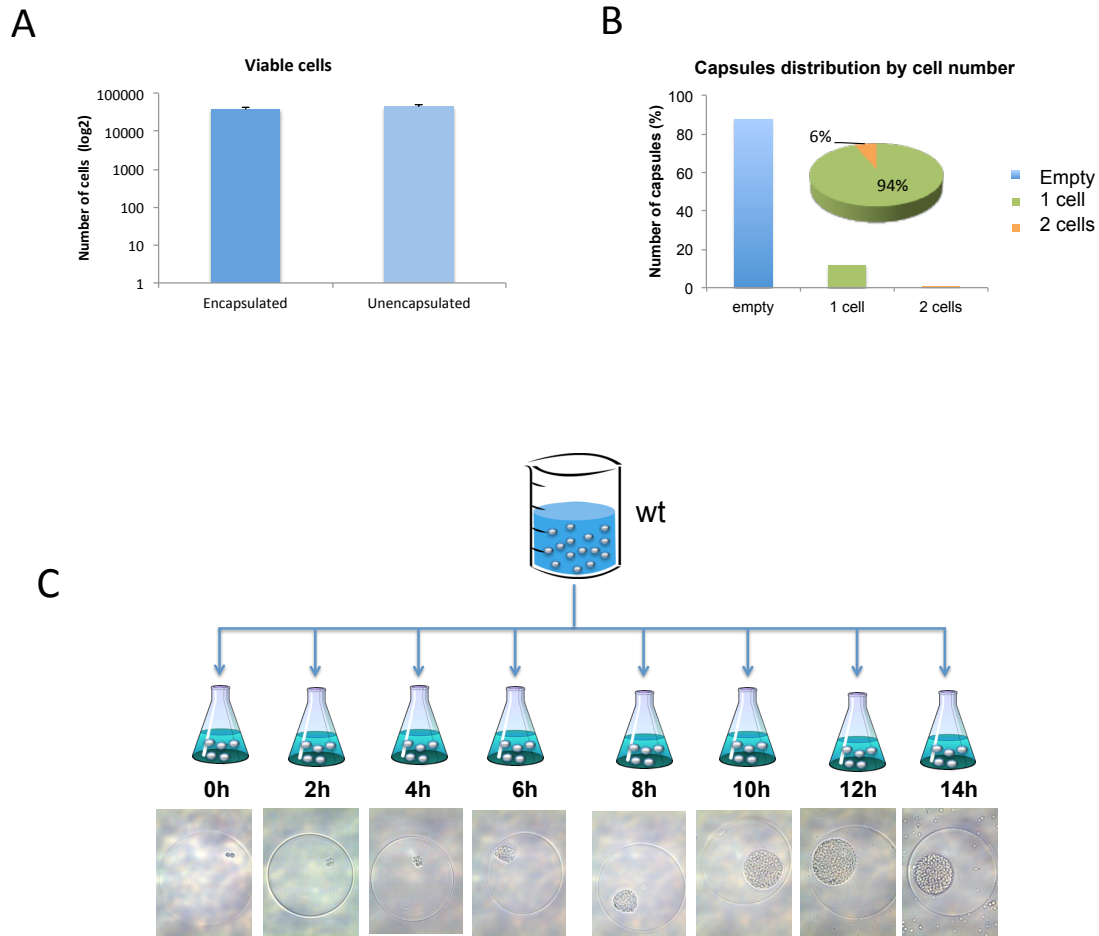 A
Viable cells
Number of cells (log2)
100000
10000
1000
100
10
1
Encapsulated
Unencapsulated
B
Capsules distribution by cell number
Number of capsules (%)
100
80
60
40
20
0
6%
94%
empty
1 cell
2 cells
Empty
1 cell
2 cells
wt
C
0h 2h 4h 6h 8h 10h 12h 14h